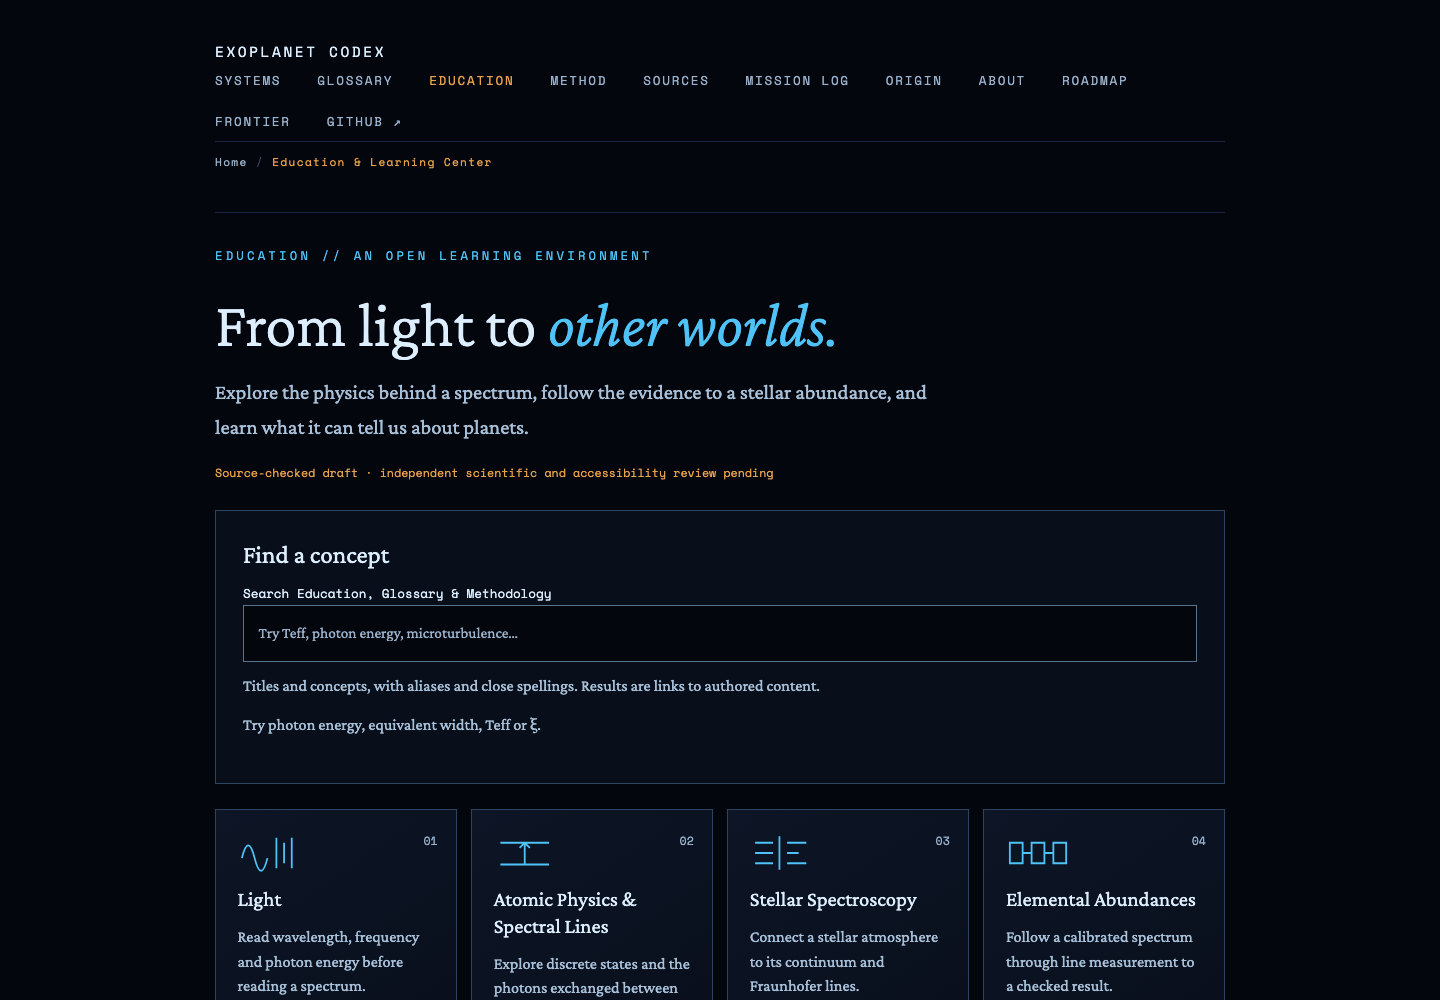 EXOPLANET CODEX
SYSTEMS GLOSSARY EDUCATION METHOD SOURCES MISSION LOG ORIGIN ABOUT ROADMAP
FRONTIER GITHUB ↗
Home / Education & Learning Center
EDUCATION // AN OPEN LEARNING ENVIRONMENT
From light to other worlds.
Explore the physics behind a spectrum, follow the evidence to a stellar abundance, and
learn what it can tell us about planets.
Source-checked draft · independent scientific and accessibility review pending
Find a concept
Search Education, Glossary & Methodology
Try Teff, photon energy, microturbulence…
Titles and concepts, with aliases and close spellings. Results are links to authored content.
Try photon energy, equivalent width, Teff or ξ.
01
Light
Read wavelength, frequency
and photon energy before
reading a spectrum.
02
Atomic Physics &
Spectral Lines
Explore discrete states and the
photons exchanged between
03
Stellar Spectroscopy
Connect a stellar atmosphere
to its continuum and
Fraunhofer lines.
04
Elemental Abundances
Follow a calibrated spectrum
through line measurement to
a checked result.